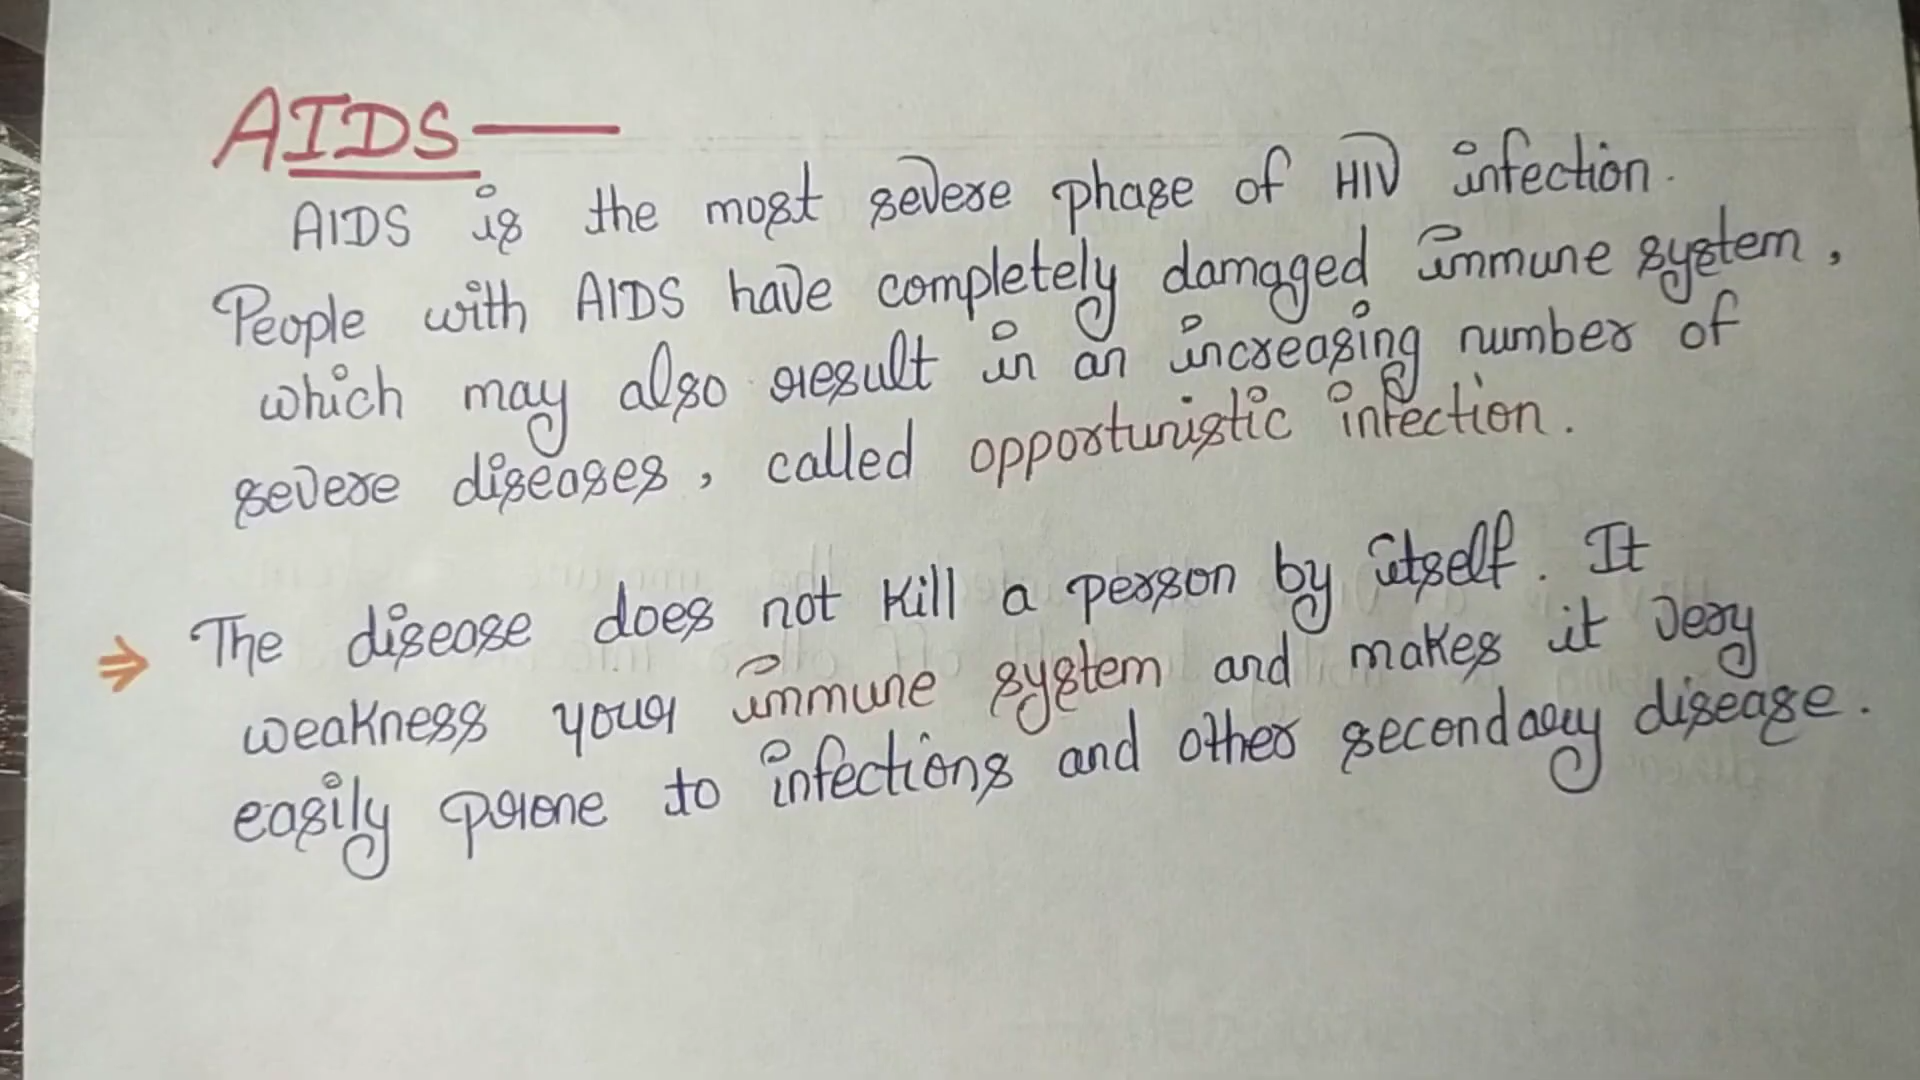 AIDS —
AIDS is the most severe phase of HIV infection.
People with AIDS have completely damaged immune system,
which may also result in an increasing number of
severe diseases, called opportunistic infection.
⇒ The disease does not kill a person by itself. It
weakness your immune system and makes it very
easily prone to infections and other secondary disease.